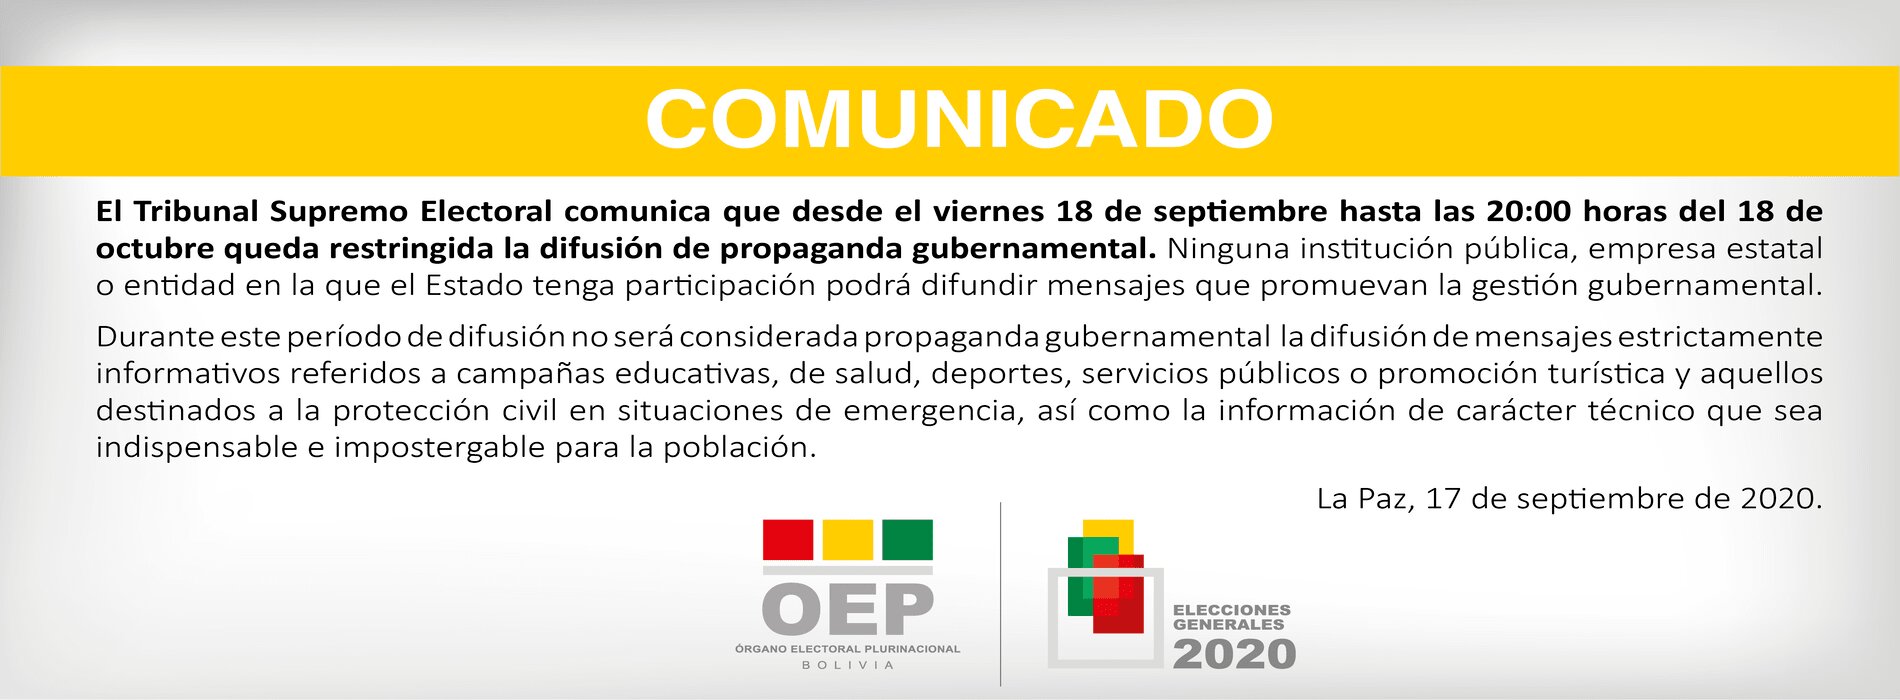 COMUNICADO
El Tribunal Supremo Electoral comunica que desde el viernes 18 de septiembre hasta las 20:00 horas del 18 de
octubre queda restringida la difusión de propaganda gubernamental. Ninguna institución pública, empresa estatal
o entidad en la que el Estado tenga participación podrá difundir mensajes que promuevan la gestión gubernamental.
Durante este período de difusión no será considerada propaganda gubernamental la difusión de mensajes estrictamente
informativos referidos a campañas educativas, de salud, deportes, servicios públicos o promoción turística y aquellos
destinados a la protección civil en situaciones de emergencia, así como la información de carácter técnico que sea
indispensable e impostergable para la población.
La Paz, 17 de septiembre de 2020.
OEP
ÓRGANO ELECTORAL PLURINACIONAL
BOLIVIA
ELECCIONES
GENERALES
2020